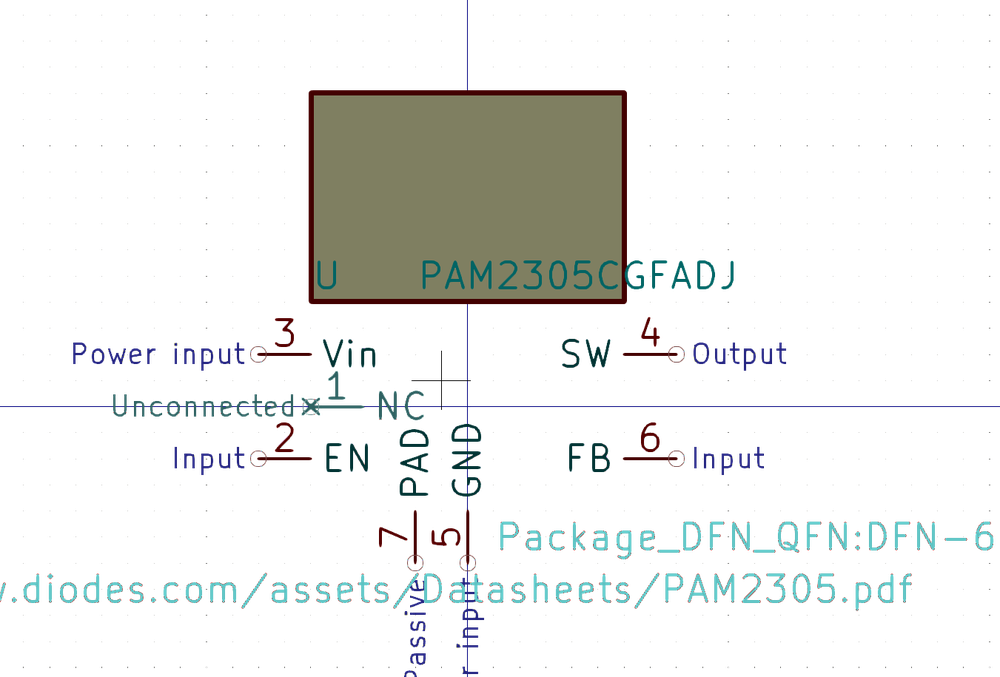 U PAM2305CGFADJ
3 4
Power input Vin SW Output
1
Unconnected NC
2 6
Input EN FB Input
PAD GND
7 5
Package_DFN_QFN:DFN-6
.diodes.com/assets/Datasheets/PAM2305.pdf
Passive
r input